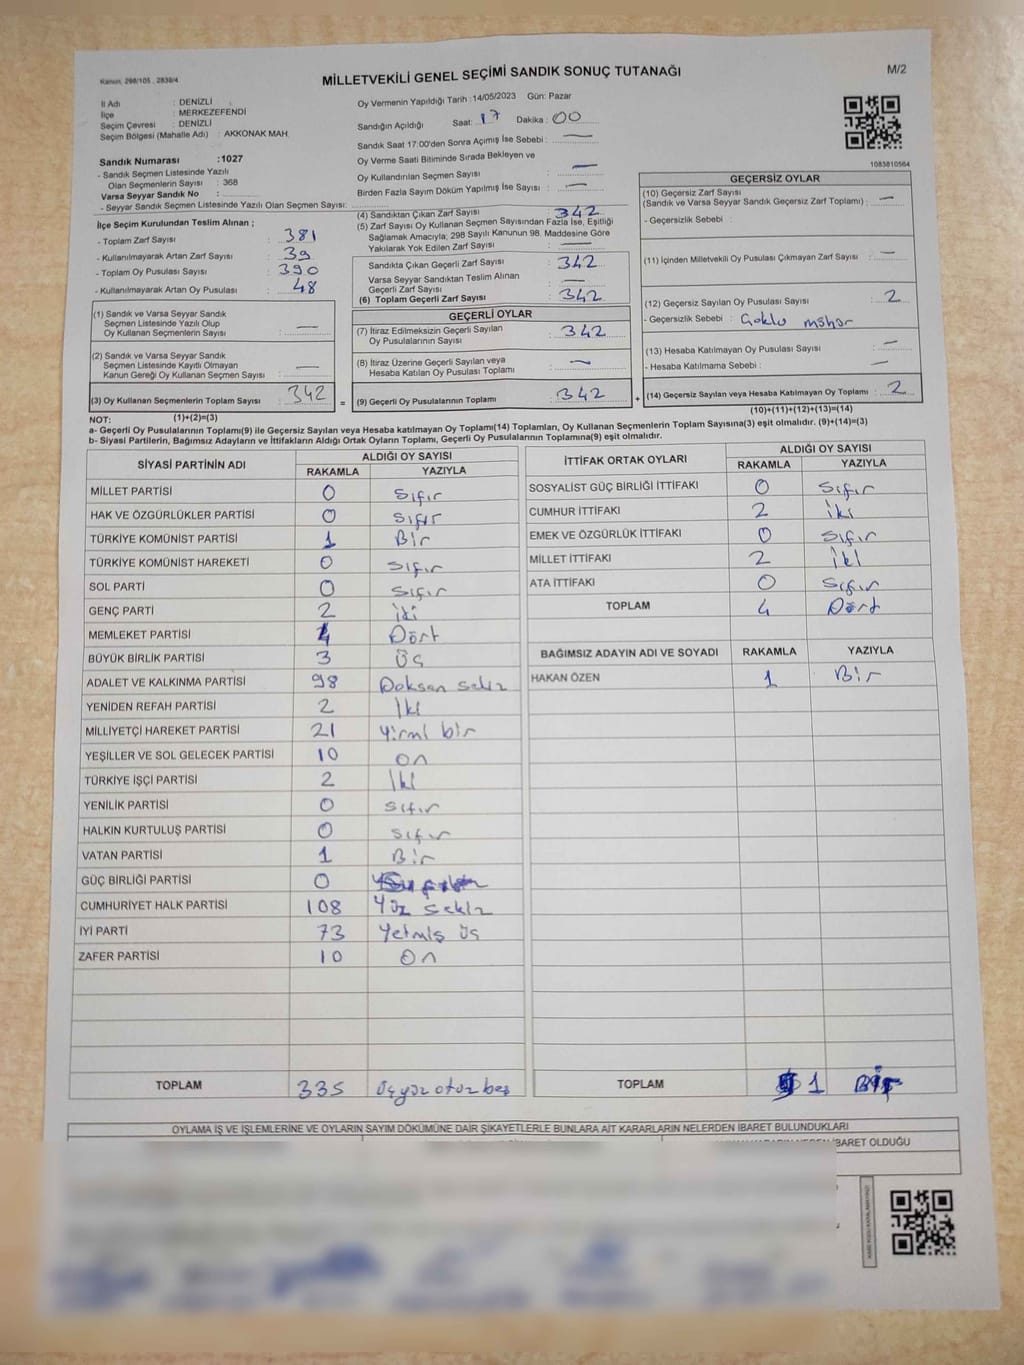 Kanun, 298/105 , 2839/4
MİLLETVEKİLİ GENEL SEÇİMİ SANDIK SONUÇ TUTANAĞI
M/2
İl Adı : DENİZLİ
İlçe : MERKEZEFENDİ
Seçim Çevresi : DENİZLİ
Seçim Bölgesi (Mahalle Adı) : AKKONAK MAH.
Sandık Numarası :1027
- Sandık Seçmen Listesinde Yazılı
Olan Seçmenlerin Sayısı : 368
Varsa Seyyar Sandık No :
- Seyyar Sandık Seçmen Listesinde Yazılı Olan Seçmen Sayısı:
İlçe Seçim Kurulundan Teslim Alınan ;
- Toplam Zarf Sayısı : 381
- Kullanılmayarak Artan Zarf Sayısı : 39
- Toplam Oy Pusulası Sayısı : 390
- Kullanılmayarak Artan Oy Pusulası : 48
(1) Sandık ve Varsa Seyyar Sandık
Seçmen Listesinde Yazılı Olup
Oy Kullanan Seçmenlerin Sayısı : —
(2) Sandık ve Varsa Seyyar Sandık
Seçmen Listesinde Kayıtlı Olmayan
Kanun Gereği Oy Kullanan Seçmen Sayısı : —
(3) Oy Kullanan Seçmenlerin Toplam Sayısı : 342
Oy Vermenin Yapıldığı Tarih :14/05/2023 Gün: Pazar
Sandığın Açıldığı Saat: 17 Dakika : 00
Sandık Saat 17:00'den Sonra Açımış İse Sebebi : —
Oy Verme Saati Bitiminde Sırada Bekleyen ve
Oy Kullandırılan Seçmen Sayısı : —
Birden Fazla Sayım Döküm Yapılmış İse Sayısı : —
(4) Sandıktan Çıkan Zarf Sayısı : 342
(5) Zarf Sayısı Oy Kullanan Seçmen Sayısından Fazla İse, Eşitliği
Sağlamak Amacıyla; 298 Sayılı Kanunun 98. Maddesine Göre
Yakılarak Yok Edilen Zarf Sayısı : —
Sandıkta Çıkan Geçerli Zarf Sayısı : 342
Varsa Seyyar Sandıktan Teslim Alınan
Geçerli Zarf Sayısı : —
(6) Toplam Geçerli Zarf Sayısı : 342
GEÇERLİ OYLAR
(7) İtiraz Edilmeksizin Geçerli Sayılan
Oy Pusulalarının Sayısı : 342
(8) İtiraz Üzerine Geçerli Sayılan veya
Hesaba Katılan Oy Pusulası Toplamı : —
= (9) Geçerli Oy Pusulalarının Toplamı : 342
1083810564
GEÇERSİZ OYLAR
(10) Geçersiz Zarf Sayısı
(Sandık ve Varsa Seyyar Sandık Geçersiz Zarf Toplamı) : —
- Geçersizlik Sebebi :
(11) İçinden Milletvekili Oy Pusulası Çıkmayan Zarf Sayısı : —
(12) Geçersiz Sayılan Oy Pusulası Sayısı : 2
- Geçersizlik Sebebi : Çoklu mühür
(13) Hesaba Katılmayan Oy Pusulası Sayısı : —
- Hesaba Katılmama Sebebi : —
+ (14) Geçersiz Sayılan veya Hesaba Katılmayan Oy Toplamı : 2
NOT: (1)+(2)=(3)
(10)+(11)+(12)+(13)=(14)
a- Geçerli Oy Pusulalarının Toplamı(9) ile Geçersiz Sayılan veya Hesaba katılmayan Oy Pusulası Toplamı(14) Toplamları, Oy Kullanan Seçmenlerin Toplam Sayısına(3) eşit olmalıdır. (9)+(14)=(3)
b- Siyasi Partilerin, Bağımsız Adayların ve İttifakların Aldığı Ortak Oyların Toplamı, Geçerli Oy Pusulalarının Toplamına(9) eşit olmalıdır.
SİYASİ PARTİNİN ADI ALDIĞI OY SAYISI
RAKAMLA YAZIYLA
MİLLET PARTİSİ 0 Sıfır
HAK VE ÖZGÜRLÜKLER PARTİSİ 0 Sıfır
TÜRKİYE KOMÜNİST PARTİSİ 1 Bir
TÜRKİYE KOMÜNİST HAREKETİ 0 Sıfır
SOL PARTİ 0 Sıfır
GENÇ PARTİ 2 İki
MEMLEKET PARTİSİ 4 Dört
BÜYÜK BİRLİK PARTİSİ 3 Üç
ADALET VE KALKINMA PARTİSİ 98 Doksan sekiz
YENİDEN REFAH PARTİSİ 2 İki
MİLLİYETÇİ HAREKET PARTİSİ 21 Yirmi bir
YEŞİLLER VE SOL GELECEK PARTİSİ 10 On
TÜRKİYE İŞÇİ PARTİSİ 2 İki
YENİLİK PARTİSİ 0 Sıfır
HALKIN KURTULUŞ PARTİSİ 0 Sıfır
VATAN PARTİSİ 1 Bir
GÜÇ BİRLİĞİ PARTİSİ 0
CUMHURİYET HALK PARTİSİ 108 Yüz sekiz
İYİ PARTİ 73 Yetmiş üç
ZAFER PARTİSİ 10 On
TOPLAM 335 Üçyüz otuz beş
İTTİFAK ORTAK OYLARI ALDIĞI OY SAYISI
RAKAMLA YAZIYLA
SOSYALİST GÜÇ BİRLİĞİ İTTİFAKI 0 Sıfır
CUMHUR İTTİFAKI 2 İki
EMEK VE ÖZGÜRLÜK İTTİFAKI 0 Sıfır
MİLLET İTTİFAKI 2 İki
ATA İTTİFAKI 0 Sıfır
TOPLAM 4 Dört
BAĞIMSIZ ADAYIN ADI VE SOYADI RAKAMLA YAZIYLA
HAKAN ÖZEN 1 Bir
TOPLAM 1 Bir
OYLAMA İŞ VE İŞLEMLERİNE VE OYLARIN SAYIM DÖKÜMÜNE DAİR ŞİKAYETLERLE BUNLARA AİT KARARLARIN NELERDEN İBARET BULUNDUKLARI
NELERDEN İBARET OLDUĞU